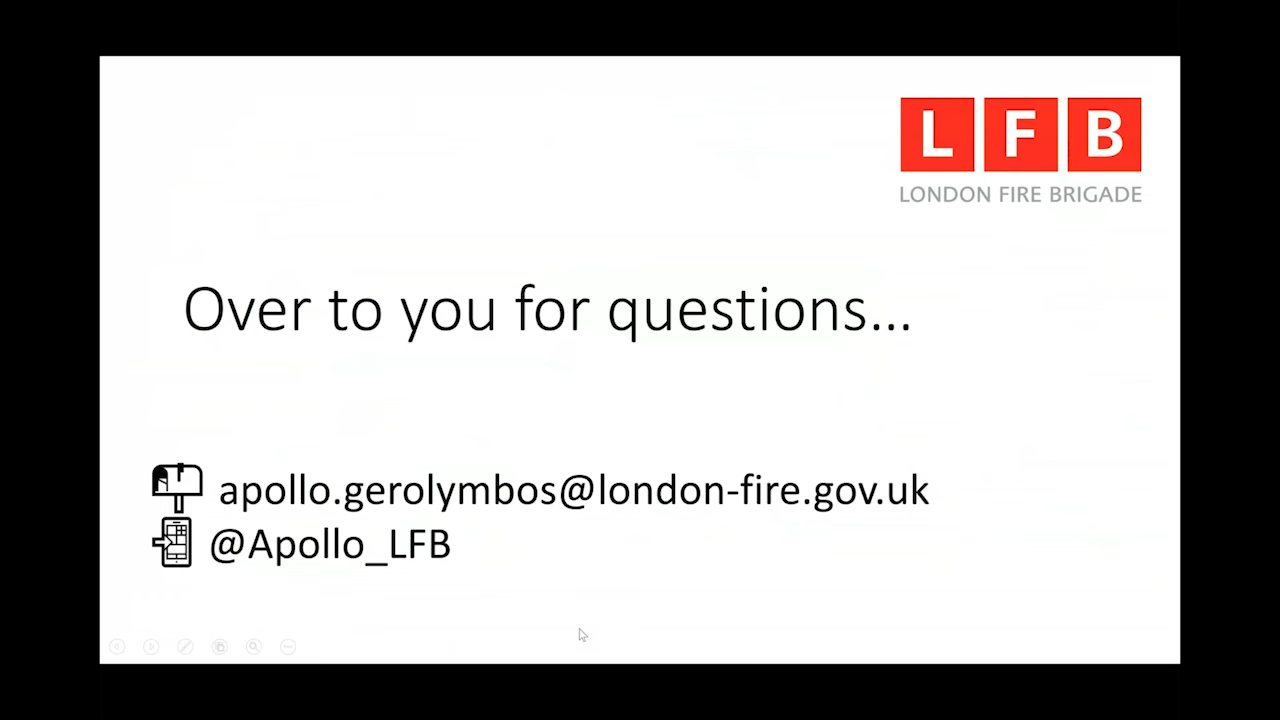 L F B
LONDON FIRE BRIGADE
Over to you for questions...
apollo.gerolymbos@london-fire.gov.uk
@Apollo_LFB